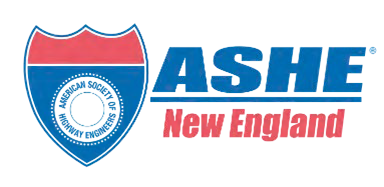 AMERICAN SOCIETY OF
HIGHWAY ENGINEERS
ASHE®
New England